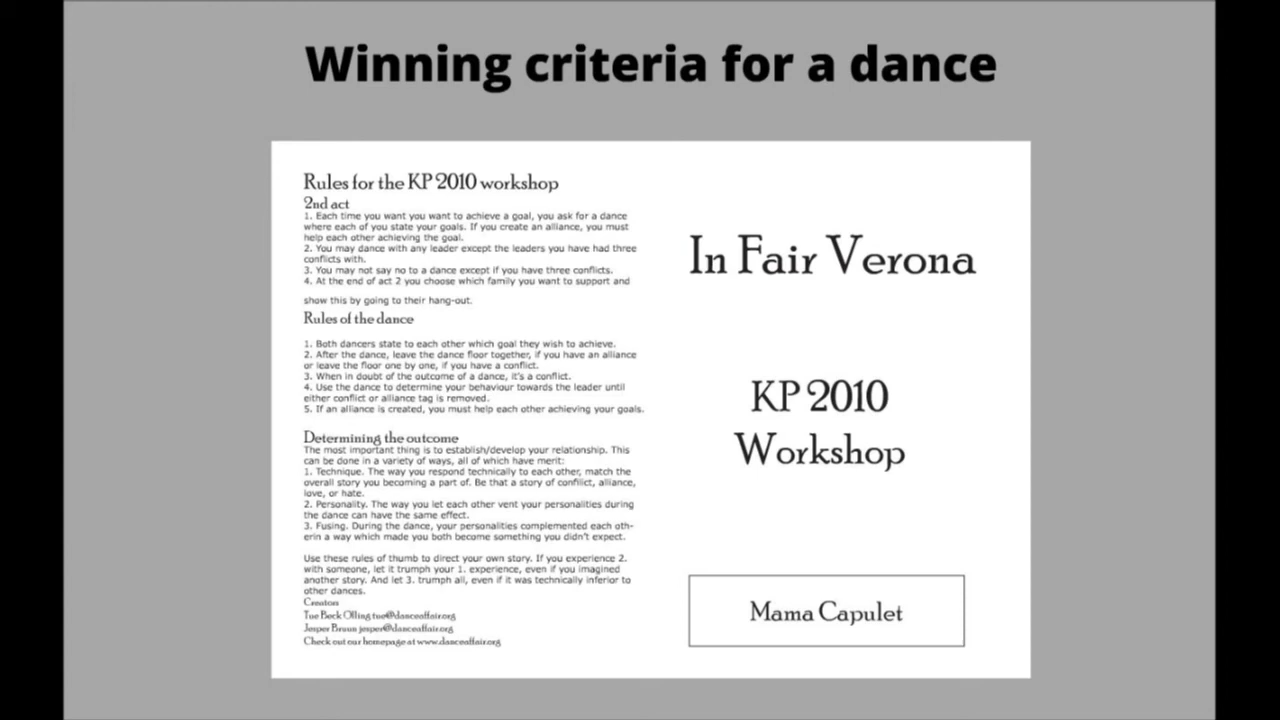 Winning criteria for a dance
Rules for the KP 2010 workshop
2nd act
1. Each time you want you want to achieve a goal, you ask for a dance
where each of you state your goals. If you create an alliance, you must
help each other achieving the goal.
2. You may dance with any leader except the leaders you have had three
conflicts with.
3. You may not say no to a dance except if you have three conflicts.
4. At the end of act 2 you choose which family you want to support and
show this by going to their hang-out.
Rules of the dance
1. Both dancers state to each other which goal they wish to achieve.
2. After the dance, leave the dance floor together, if you have an alliance
or leave the floor one by one, if you have a conflict.
3. When in doubt of the outcome of a dance, it's a conflict.
4. Use the dance to determine your behaviour towards the leader until
either conflict or alliance tag is removed.
5. If an alliance is created, you must help each other achieving your goals.
Determining the outcome
The most important thing is to establish/develop your relationship. This
can be done in a variety of ways, all of which have merit:
1. Technique. The way you respond technically to each other, match the
overall story you becoming a part of. Be that a story of conflict, alliance,
love, or hate.
2. Personality. The way you let each other vent your personalities during
the dance can have the same effect.
3. Fusing. During the dance, your personalities complemented each oth-
erin a way which made you both become something you didn't expect.
Use these rules of thumb to direct your own story. If you experience 2.
with someone, let it trumph your 1. experience, even if you imagined
another story. And let 3. trumph all, even if it was technically inferior to
other dances.
Creators
Tue Beck Olling tue@danceaffair.org
Jesper Bruun jesper@danceaffair.org
Check out our homepage at www.danceaffair.org
In Fair Verona
KP 2010
Workshop
Mama Capulet